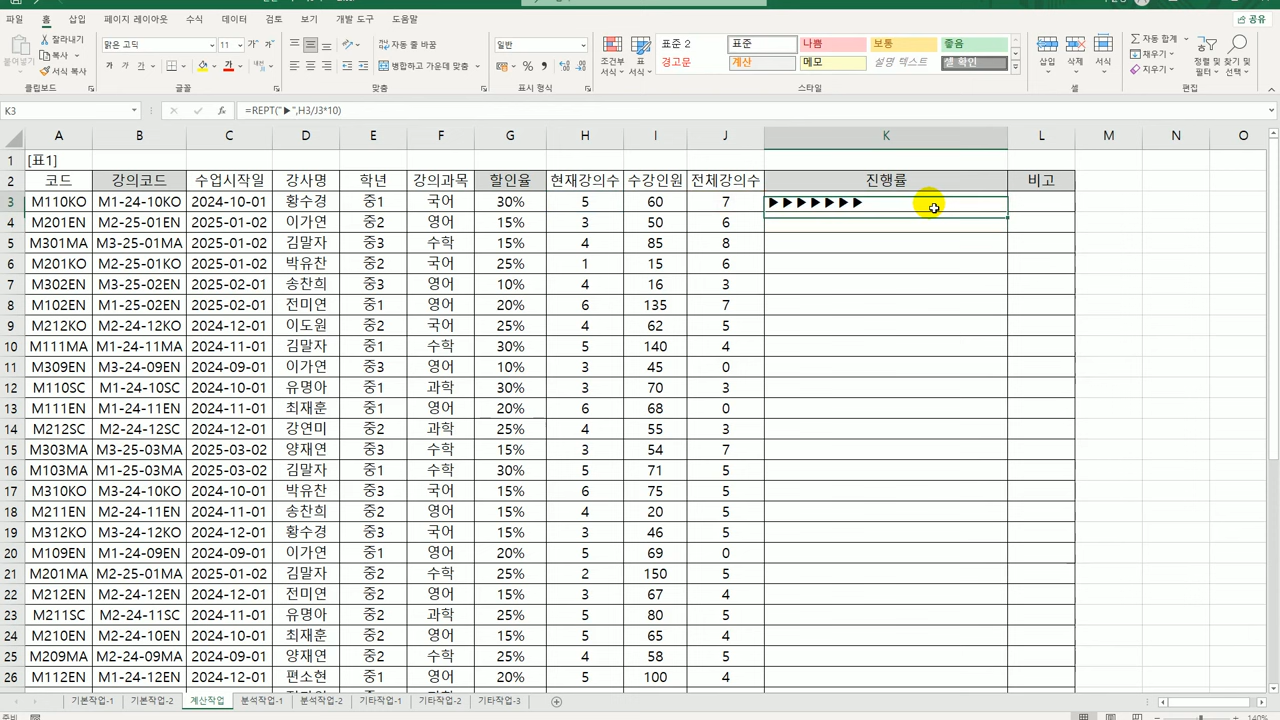 파일 홈 삽입 페이지 레이아웃 수식 데이터 검토 보기 개발 도구 도움말 공유
붙여넣기 잘라내기 복사 서식 복사 클립보드
맑은 고딕 11 가 가 글꼴
자동 줄 바꿈 병합하고 가운데 맞춤 맞춤
일반 표시 형식
조건부 서식 표 서식 표준 2 표준 나쁨 보통 좋음 경고문 계산 메모 설명 텍스트 셀 확인 스타일
삽입 삭제 서식 셀
자동 합계 채우기 지우기 정렬 및 필터 찾기 및 선택 편집
K3 =REPT("▶",H3/J3*10)
A B C D E F G H I J K L M N O
1 [표1]
2 코드 강의코드 수업시작일 강사명 학년 강의과목 할인율 현재강의수 수강인원 전체강의수 진행률 비고
3 M110KO M1-24-10KO 2024-10-01 황수경 중1 국어 30% 5 60 7 ▶▶▶▶▶▶▶
4 M201EN M2-25-01EN 2025-01-02 이가연 중2 영어 15% 3 50 6
5 M301MA M3-25-01MA 2025-01-02 김말자 중3 수학 15% 4 85 8
6 M201KO M2-25-01KO 2025-01-02 박유찬 중2 국어 25% 1 15 6
7 M302EN M3-25-02EN 2025-02-01 송찬희 중3 영어 10% 4 16 3
8 M102EN M1-25-02EN 2025-02-01 전미연 중1 영어 20% 6 135 7
9 M212KO M2-24-12KO 2024-12-01 이도원 중2 국어 25% 4 62 5
10 M111MA M1-24-11MA 2024-11-01 김말자 중1 수학 30% 5 140 4
11 M309EN M3-24-09EN 2024-09-01 이가연 중3 영어 10% 3 45 0
12 M110SC M1-24-10SC 2024-10-01 유명아 중1 과학 30% 3 70 3
13 M111EN M1-24-11EN 2024-11-01 최재훈 중1 영어 20% 6 68 0
14 M212SC M2-24-12SC 2024-12-01 강연미 중2 과학 25% 4 55 3
15 M303MA M3-25-03MA 2025-03-02 양재연 중3 수학 15% 3 54 7
16 M103MA M1-25-03MA 2025-03-02 김말자 중1 수학 30% 5 71 5
17 M310KO M3-24-10KO 2024-10-01 박유찬 중3 국어 15% 6 75 5
18 M211EN M2-24-11EN 2024-11-01 송찬희 중2 영어 15% 4 20 5
19 M312KO M3-24-12KO 2024-12-01 황수경 중3 국어 15% 3 46 5
20 M109EN M1-24-09EN 2024-09-01 이가연 중1 영어 20% 5 69 0
21 M201MA M2-25-01MA 2025-01-02 김말자 중2 수학 25% 2 150 5
22 M212EN M2-24-12EN 2024-12-01 전미연 중2 영어 15% 3 67 4
23 M211SC M2-24-11SC 2024-11-01 유명아 중2 과학 25% 5 80 5
24 M210EN M2-24-10EN 2024-10-01 최재훈 중2 영어 15% 5 65 4
25 M209MA M2-24-09MA 2024-09-01 양재연 중2 수학 25% 4 58 5
26 M112EN M1-24-12EN 2024-12-01 편소현 중1 영어 20% 5 100 4
기본작업-1 기본작업-2 계산작업 분석작업-1 분석작업-2 기타작업-1 기타작업-2 기타작업-3
준비 140%